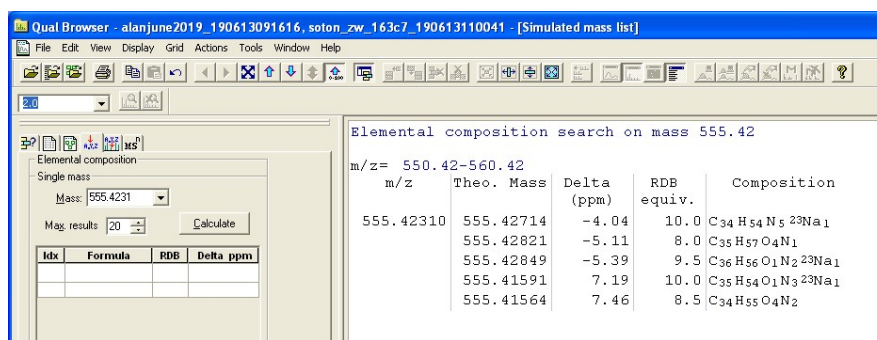 Qual Browser - alanjune2019_190613091616, soton_zw_163c7_190613110041 - [Simulated mass list]
File Edit View Display Grid Actions Tools Window Help
2.0
Elemental composition
Single mass
Mass: 555.4231
Max. results 20 Calculate
Idx Formula RDB Delta ppm
Elemental composition search on mass 555.42
m/z= 550.42-560.42
m/z Theo. Mass Delta RDB Composition
(ppm) equiv.
555.42310 555.42714 -4.04 10.0 C34 H54 N5 23Na1
555.42821 -5.11 8.0 C35 H57 O4 N1
555.42849 -5.39 9.5 C36 H56 O1 N2 23Na1
555.41591 7.19 10.0 C35 H54 O1 N3 23Na1
555.41564 7.46 8.5 C34 H55 O4 N2